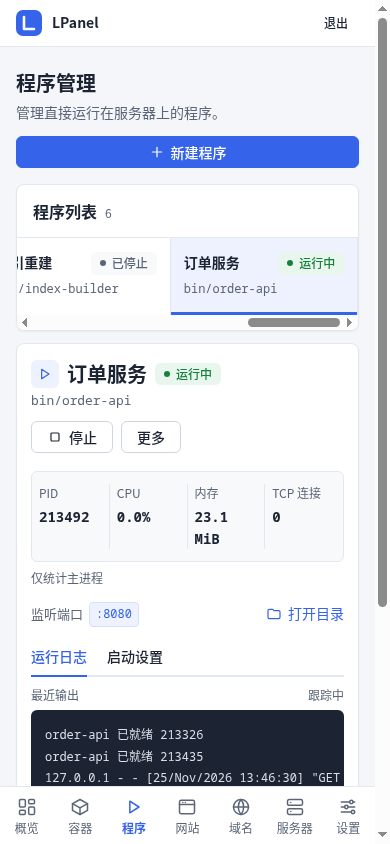 LPanel
退出
程序管理
管理直接运行在服务器上的程序。
新建程序
程序列表 6
引重建 已停止
/index-builder
订单服务 运行中
bin/order-api
订单服务 运行中
bin/order-api
停止 更多
PID CPU 内存 TCP 连接
213492 0.0% 23.1 MiB 0
仅统计主进程
监听端口 :8080 打开目录
运行日志 启动设置
最近输出 跟踪中
order-api 已就绪 213326
order-api 已就绪 213435
127.0.0.1 - - [25/Nov/2026 13:46:30] "GET
概览 容器 程序 网站 域名 服务器 设置